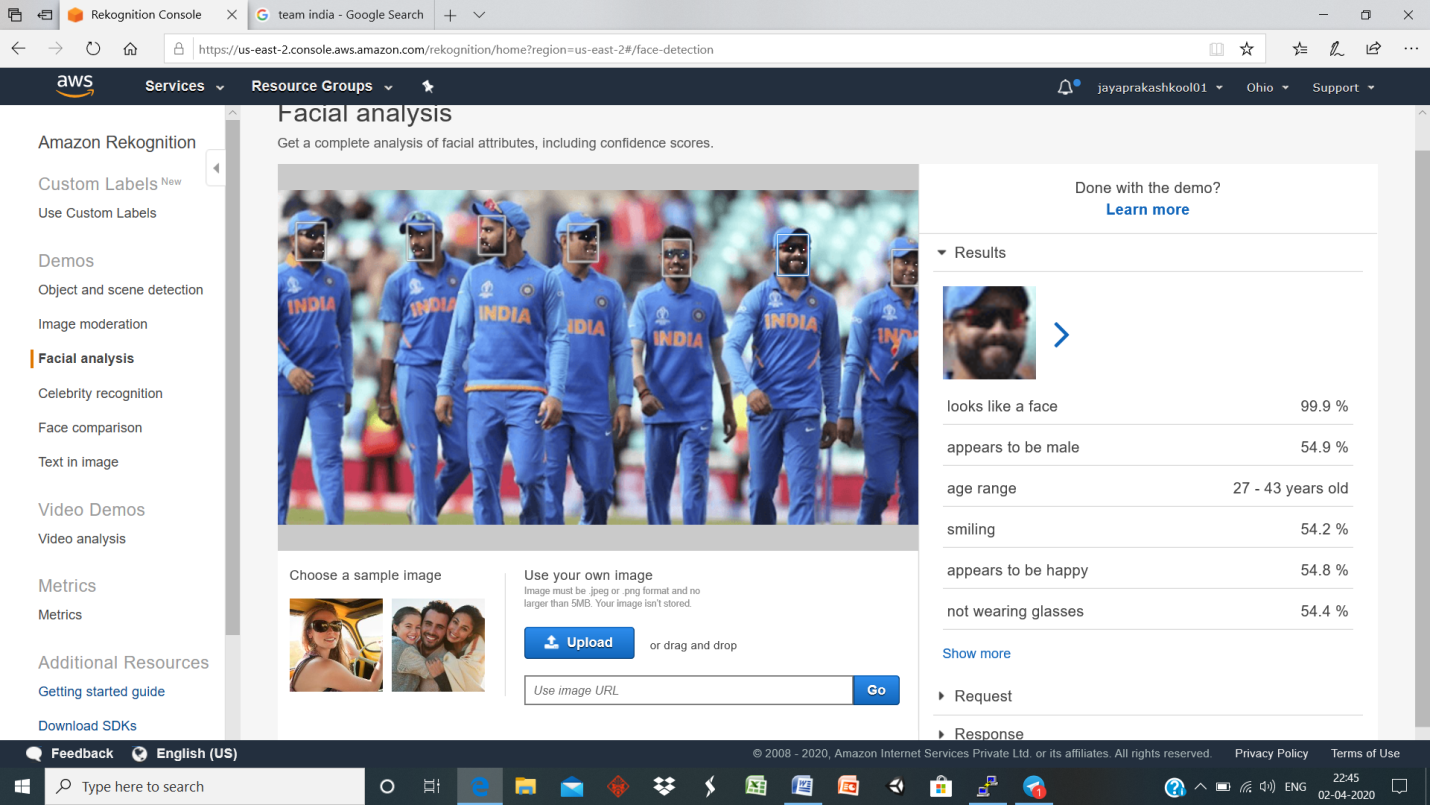 Rekognition Console
team india - Google Search
https://us-east-2.console.aws.amazon.com/rekognition/home?region=us-east-2#/face-detection
aws
Services
Resource Groups
jayaprakashkool01
Ohio
Support
Amazon Rekognition
Custom Labels New
Use Custom Labels
Demos
Object and scene detection
Image moderation
Facial analysis
Celebrity recognition
Face comparison
Text in image
Video Demos
Video analysis
Metrics
Metrics
Additional Resources
Getting started guide
Download SDKs
Facial analysis
Get a complete analysis of facial attributes, including confidence scores.
INDIA
INDIA
INDIA
INDIA
INDIA
INDIA
Choose a sample image
Use your own image
Image must be .jpeg or .png format and no
larger than 5MB. Your image isn't stored.
Upload
or drag and drop
Use image URL
Go
Done with the demo?
Learn more
Results
looks like a face 99.9 %
appears to be male 54.9 %
age range 27 - 43 years old
smiling 54.2 %
appears to be happy 54.8 %
not wearing glasses 54.4 %
Show more
Request
Response
Feedback
English (US)
© 2008 - 2020, Amazon Internet Services Private Ltd. or its affiliates. All rights reserved.
Privacy Policy
Terms of Use
Type here to search
1
ENG
22:45
02-04-2020